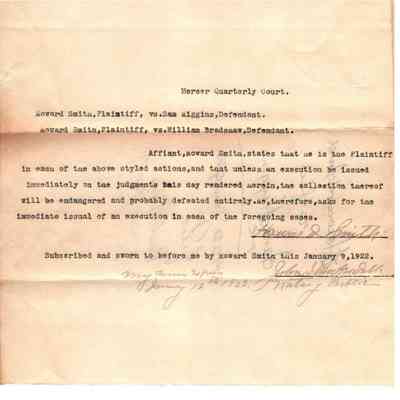 Mercer Quarterly Court.
Howard Smith,Plaintiff, vs.Sam Wiggins,Defendant.
Howard Smith,Plaintiff, vs.William Bradshaw,Defendant.
Affiant,Howard Smith,states that he is the Plaintiff
in each of the above styled actions,and that unless an execution be issued
immediately on the judgments this day rendered herein,the collection thereof
will be endangered and probably defeated entirely.He,therefore,asks for the
immediate issual of an execution in each of the foregoing cases.
Smith
Subscribed and sworn to before me by Howard Smith this January 9,1922.
My
12th 1922
Notary Public